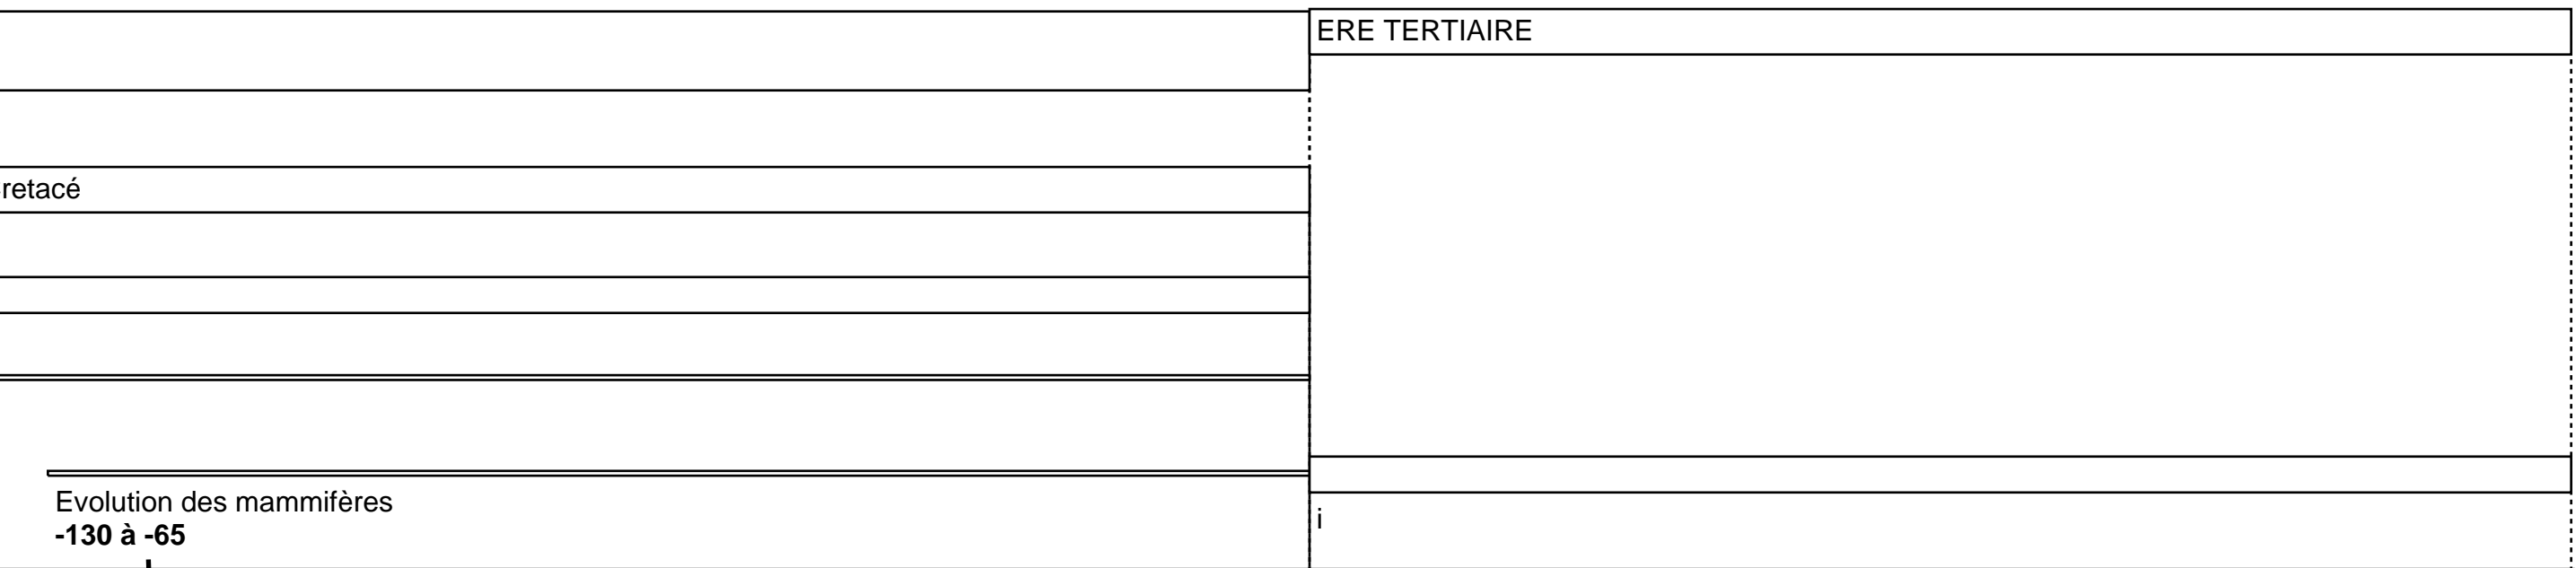 ERE TERTIAIRE
retacé
Evolution des mammifères
-130 à -65
i